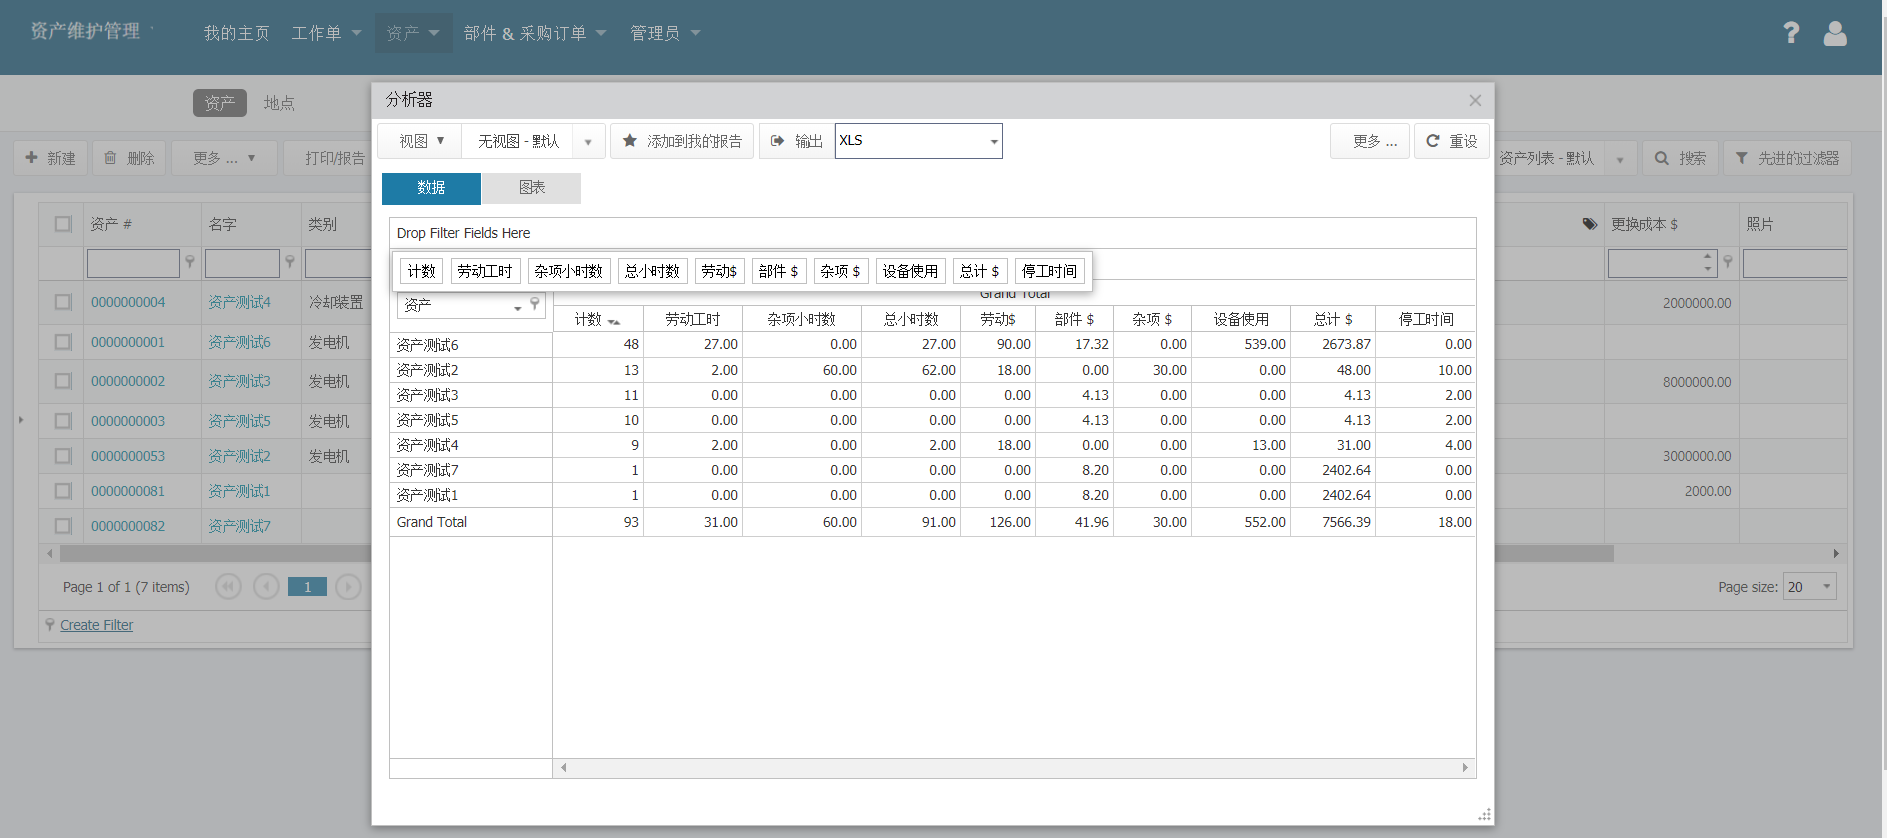 资产维护管理
我的主页 工作单 资产 部件 & 采购订单 管理员
资产 地点
新建 删除 更多 ... 打印/报告
资产列表 - 默认 搜索 先进的过滤器
资产 # 名字 类别
更换成本 $ 照片
0000000004 资产测试4 冷却装置 2000000.00
0000000001 资产测试6 发电机
0000000002 资产测试3 发电机 8000000.00
0000000003 资产测试5 发电机
0000000053 资产测试2 发电机 3000000.00
0000000081 资产测试1 2000.00
0000000082 资产测试7
Page 1 of 1 (7 items) 1
Page size: 20
Create Filter
分析器
视图 无视图 - 默认 添加到我的报告 输出 XLS 更多 ... 重设
数据 图表
Drop Filter Fields Here
计数 劳动工时 杂项小时数 总小时数 劳动$ 部件 $ 杂项 $ 设备使用 总计 $ 停工时间
资产 Grand Total
计数 劳动工时 杂项小时数 总小时数 劳动$ 部件 $ 杂项 $ 设备使用 总计 $ 停工时间
资产测试6 48 27.00 0.00 27.00 90.00 17.32 0.00 539.00 2673.87 0.00
资产测试2 13 2.00 60.00 62.00 18.00 0.00 30.00 0.00 48.00 10.00
资产测试3 11 0.00 0.00 0.00 0.00 4.13 0.00 0.00 4.13 2.00
资产测试5 10 0.00 0.00 0.00 0.00 4.13 0.00 0.00 4.13 2.00
资产测试4 9 2.00 0.00 2.00 18.00 0.00 0.00 13.00 31.00 4.00
资产测试7 1 0.00 0.00 0.00 0.00 8.20 0.00 0.00 2402.64 0.00
资产测试1 1 0.00 0.00 0.00 0.00 8.20 0.00 0.00 2402.64 0.00
Grand Total 93 31.00 60.00 91.00 126.00 41.96 30.00 552.00 7566.39 18.00